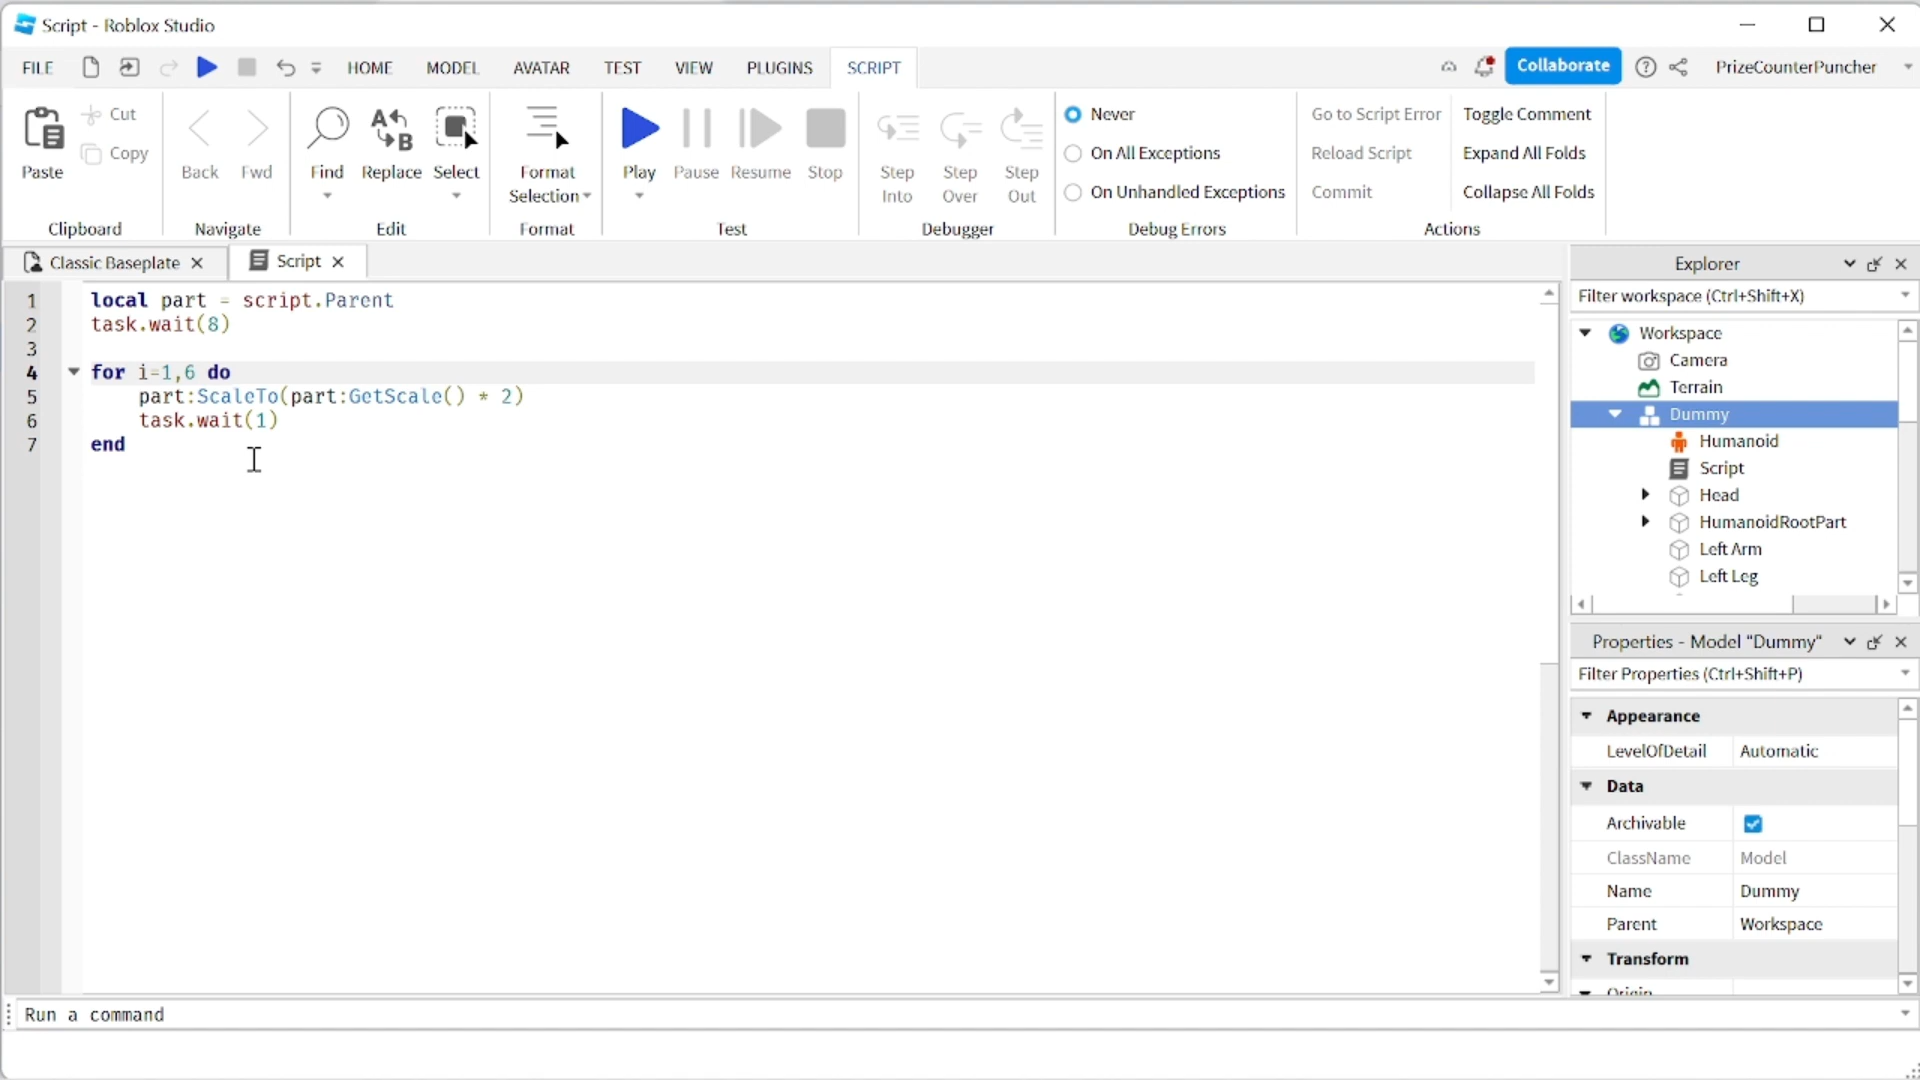 Script - Roblox Studio
FILE HOME MODEL AVATAR TEST VIEW PLUGINS SCRIPT Collaborate PrizeCounterPuncher
Paste
Cut
Copy
Clipboard
Back Fwd
Navigate
Find Replace Select
Edit
Format
Selection
Format
Play Pause Resume Stop
Test
Step Into
Step Over
Step Out
Debugger
Never
On All Exceptions
On Unhandled Exceptions
Debug Errors
Go to Script Error
Reload Script
Commit
Toggle Comment
Expand All Folds
Collapse All Folds
Actions
Classic Baseplate
Script
1 local part = script.Parent
2 task.wait(8)
3
4 for i=1,6 do
5 part:ScaleTo(part:GetScale() * 2)
6 task.wait(1)
7 end
Explorer
Filter workspace (Ctrl+Shift+X)
Workspace
Camera
Terrain
Dummy
Humanoid
Script
Head
HumanoidRootPart
Left Arm
Left Leg
Properties - Model "Dummy"
Filter Properties (Ctrl+Shift+P)
Appearance
LevelOfDetail Automatic
Data
Archivable
ClassName Model
Name Dummy
Parent Workspace
Transform
Origin
Run a command